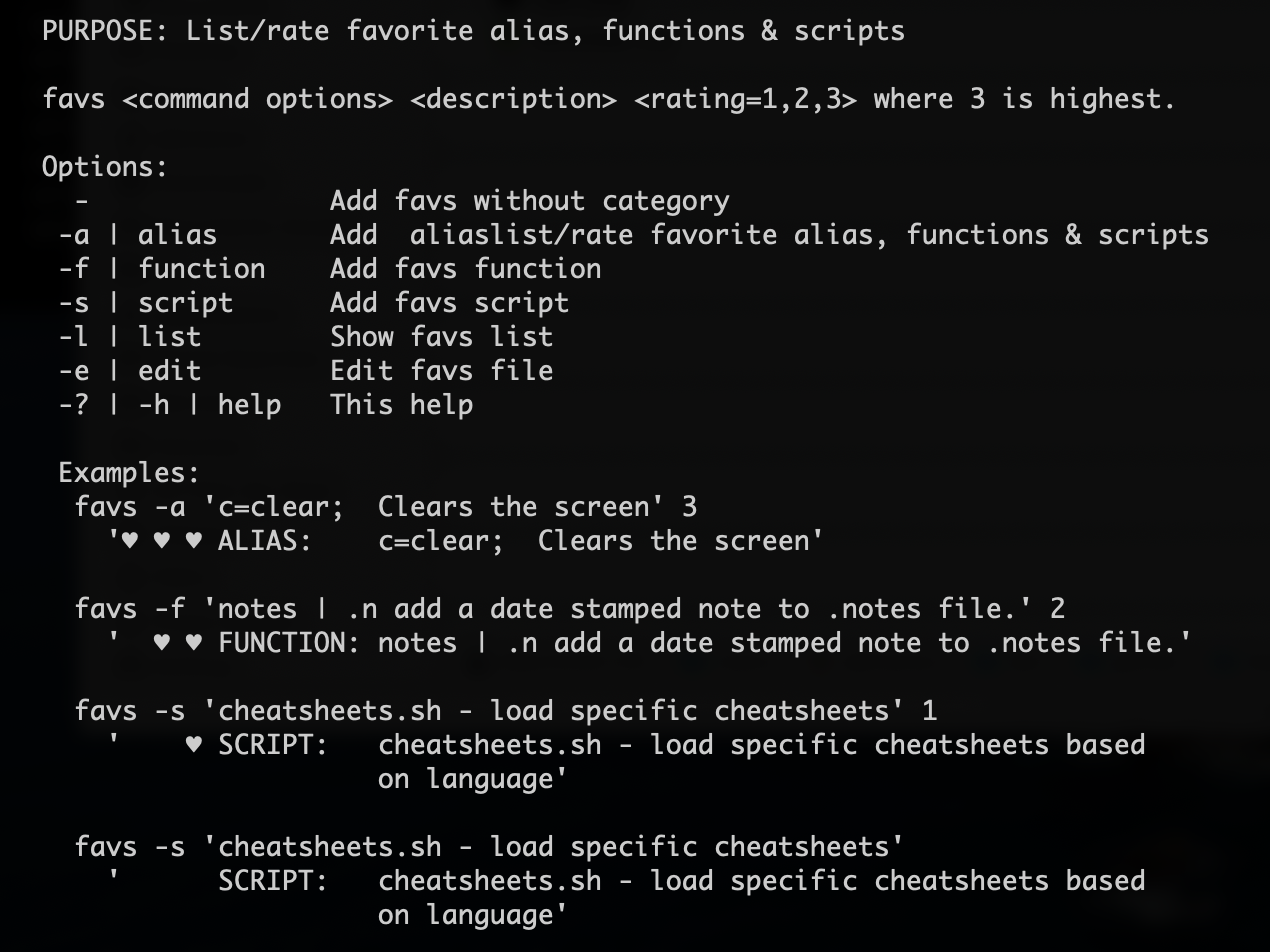 PURPOSE: List/rate favorite alias, functions & scripts
favs <command options> <description> <rating=1,2,3> where 3 is highest.
Options:
- Add favs without category
-a | alias Add  aliaslist/rate favorite alias, functions & scripts
-f | function Add favs function
-s | script Add favs script
-l | list Show favs list
-e | edit Edit favs file
-? | -h | help This help
Examples:
favs -a 'c=clear;  Clears the screen' 3
'♥ ♥ ♥ ALIAS:    c=clear;  Clears the screen'
favs -f 'notes | .n add a date stamped note to .notes file.' 2
'  ♥ ♥ FUNCTION: notes | .n add a date stamped note to .notes file.'
favs -s 'cheatsheets.sh - load specific cheatsheets' 1
'    ♥ SCRIPT:   cheatsheets.sh - load specific cheatsheets based
on language'
favs -s 'cheatsheets.sh - load specific cheatsheets'
'      SCRIPT:   cheatsheets.sh - load specific cheatsheets based
on language'